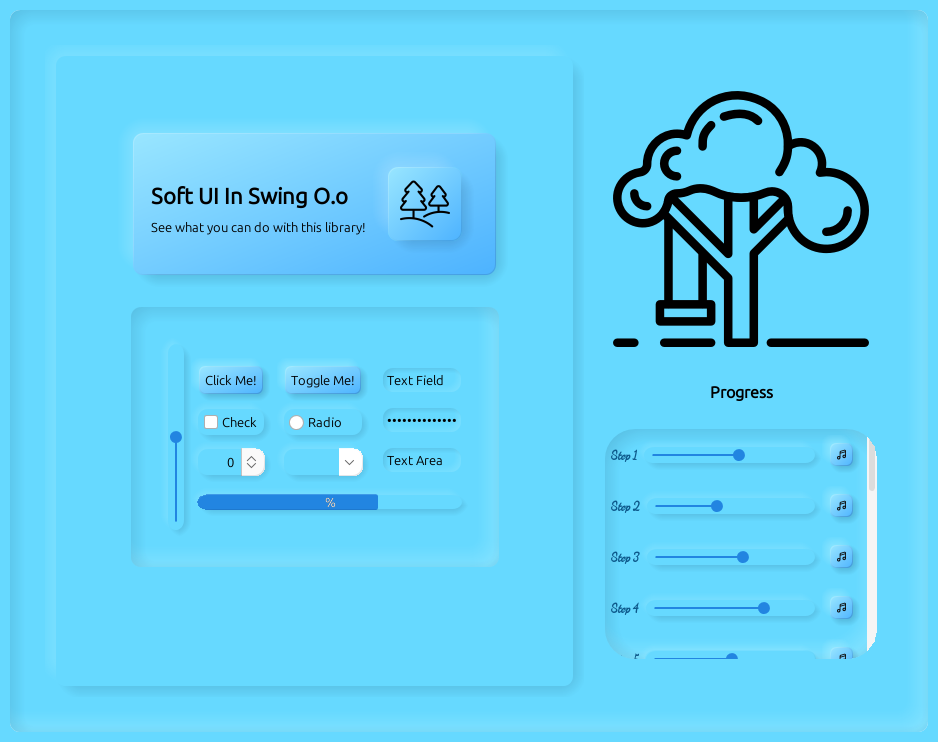 Soft UI In Swing O.o
See what you can do with this library!
Click Me!
Toggle Me!
Text Field
Check
Radio
••••••••••••••
0
Text Area
%
Progress
Step 1
Step 2
Step 3
Step 4
5